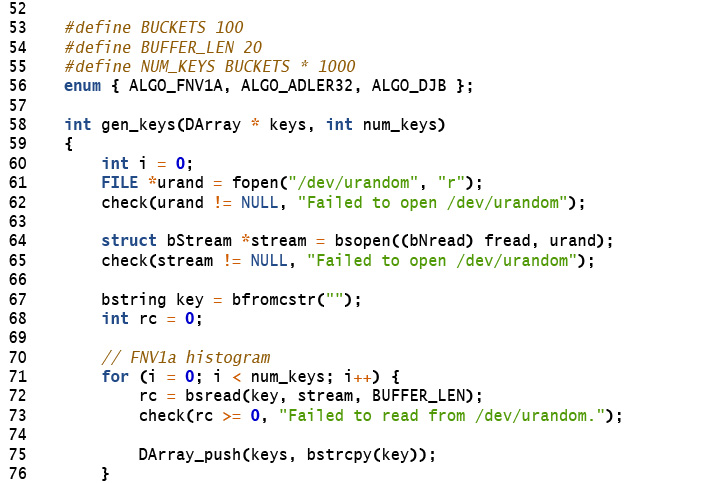 52
53 #define BUCKETS 100
54 #define BUFFER_LEN 20
55 #define NUM_KEYS BUCKETS * 1000
56 enum { ALGO_FNV1A, ALGO_ADLER32, ALGO_DJB };
57
58 int gen_keys(DArray * keys, int num_keys)
59 {
60     int i = 0;
61     FILE *urand = fopen("/dev/urandom", "r");
62     check(urand != NULL, "Failed to open /dev/urandom");
63
64     struct bStream *stream = bsopen((bNread) fread, urand);
65     check(stream != NULL, "Failed to open /dev/urandom");
66
67     bstring key = bfromcstr("");
68     int rc = 0;
69
70     // FNV1a histogram
71     for (i = 0; i < num_keys; i++) {
72         rc = bsread(key, stream, BUFFER_LEN);
73         check(rc >= 0, "Failed to read from /dev/urandom.");
74
75         DArray_push(keys, bstrcpy(key));
76     }